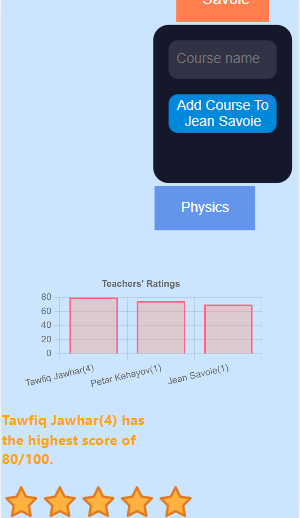 Savoie
Course name
Add Course To
Jean Savoie
Physics
Teachers' Ratings
80
60
40
20
0
Tawfiq Jawhar(4)
Petar Kehayov(1)
Jean Savoie(1)
Tawfiq Jawhar(4) has
the highest score of
80/100.